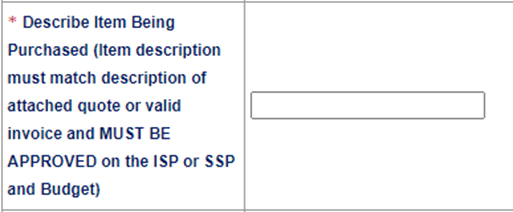 * Describe Item Being
Purchased (Item description
must match description of
attached quote or valid
invoice and MUST BE
APPROVED on the ISP or SSP
and Budget)